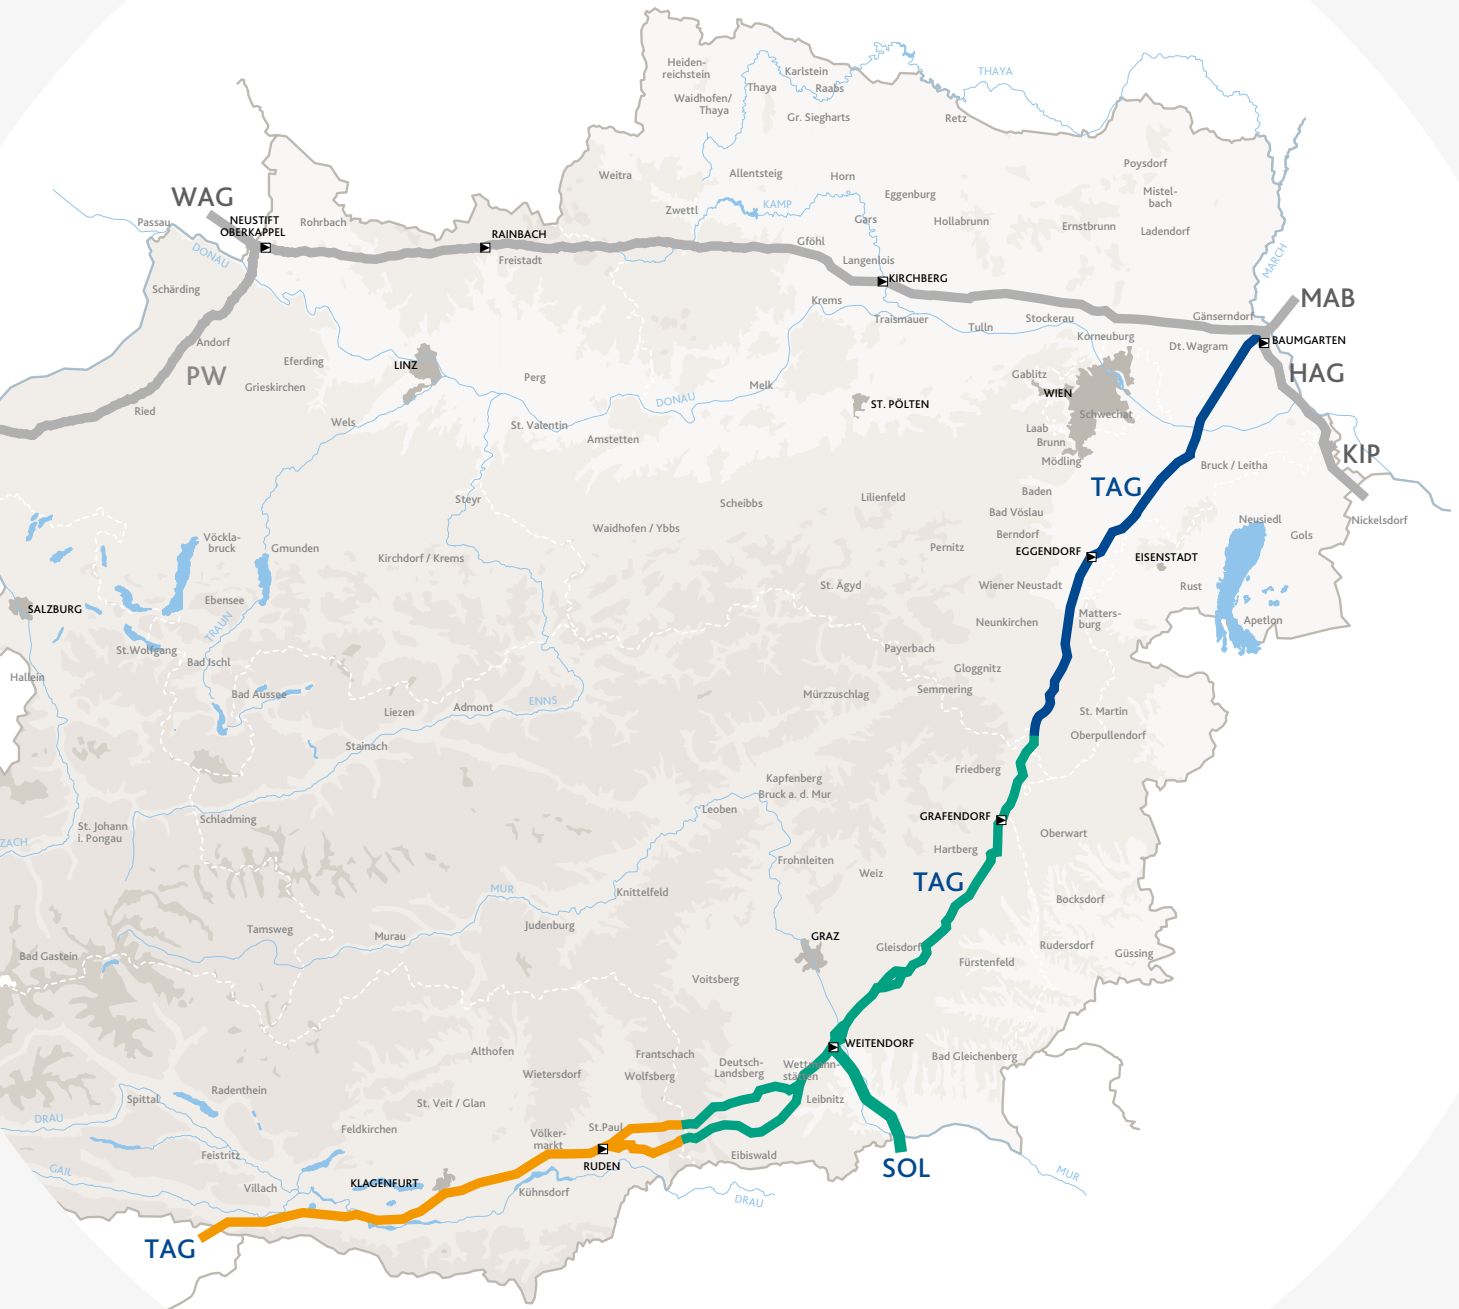 Heiden-
reichstein
Karlstein
THAYA
Thaya
Raabs
Waidhofen/
Thaya
Gr. Siegharts
Retz
Poysdorf
Weitra
Allentsteig
Horn
Mistel-
bach
Eggenburg
WAG
KAMP
Zwettl
Gars
Hollabrunn
Ernstbrunn
Ladendorf
Passau
NEUSTIFT
OBERKAPPEL
Rohrbach
RAINBACH
Freistadt
Gföhl
DONAU
MARCH
Langenlois
KIRCHBERG
Schärding
Krems
MAB
Traismauer
Tulln
Stockerau
Gänserndorf
Korneuburg
BAUMGARTEN
Dt. Wagram
Andorf
Eferding
LINZ
PW
Grieskirchen
Perg
Melk
Gablitz
HAG
WIEN
DONAU
ST. PÖLTEN
Ried
Schwechat
Wels
St. Valentin
Laab
Amstetten
Brunn
KIP
Mödling
Bruck / Leitha
TAG
Steyr
Scheibbs
Lilienfeld
Baden
Bad Vöslau
Nickelsdorf
Neusiedl
Waidhofen / Ybbs
Berndorf
Gols
Vöckla-
bruck
Gmunden
Pernitz
EGGENDORF
EISENSTADT
Kirchdorf / Krems
St. Ägyd
Wiener Neustadt
Rust
Ebensee
SALZBURG
Matters-
burg
Neunkirchen
Apetlon
TRAUN
St.Wolfgang
Payerbach
Bad Ischl
Gloggnitz
Hallein
Semmering
Bad Aussee
Mürzzuschlag
ENNS
Liezen
Admont
St. Martin
Oberpullendorf
Stainach
Friedberg
Kapfenberg
Bruck a. d. Mur
Leoben
GRAFENDORF
Schladming
St. Johann
i. Pongau
Oberwart
ZACH
Hartberg
Frohnleiten
Weiz
TAG
MUR
Knittelfeld
Bocksdorf
Judenburg
Tamsweg
Murau
GRAZ
Gleisdorf
Rudersdorf
Güssing
Bad Gastein
Fürstenfeld
Voitsberg
WEITENDORF
Althofen
Frantschach
Bad Gleichenberg
Deutsch-
Landsberg
Wettmann-
stätten
Wietersdorf
Wolfsberg
Radenthein
Spittal
St. Veit / Glan
Leibnitz
DRAU
Feldkirchen
St.Paul
Völker-
markt
Feistritz
Eibiswald
RUDEN
SOL
GAIL
MUR
KLAGENFURT
Villach
Kühnsdorf
DRAU
TAG